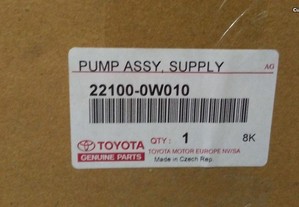 PUMP ASSY, SUPPLY
AG
22100-0W010
TOYOTA
GENUINE PARTS
QTY : 1
8K
TOYOTA MOTOR EUROPE NV/SA
Made in Czech Rep.